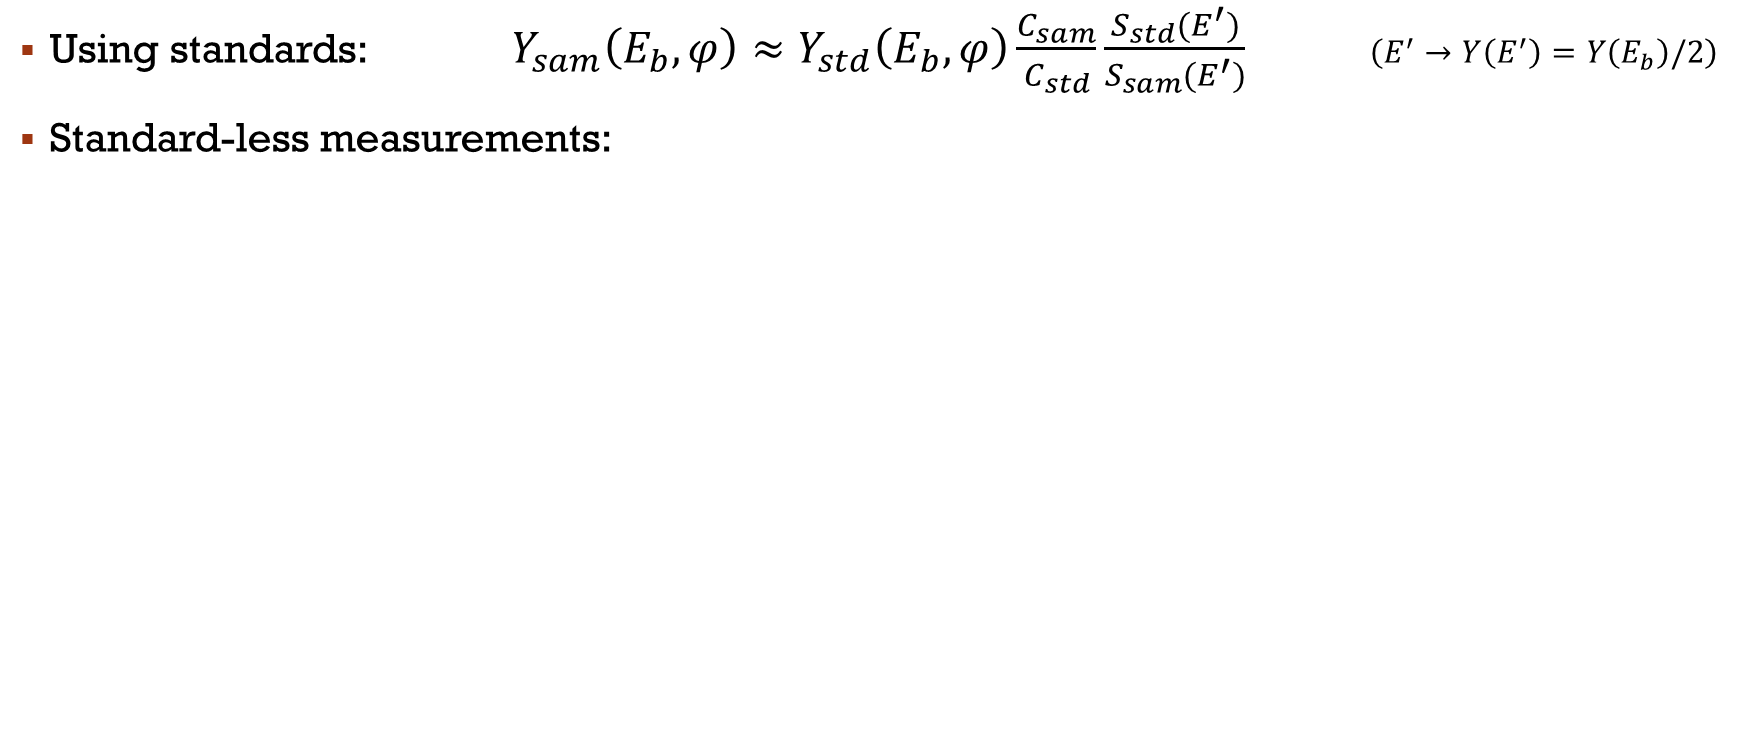 ▪ Using standards: Y_sam(E_b, φ) ≈ Y_std(E_b, φ) C_sam/C_std S_std(E′)/S_sam(E′) (E′ → Y(E′) = Y(E_b)/2)
▪ Standard-less measurements: